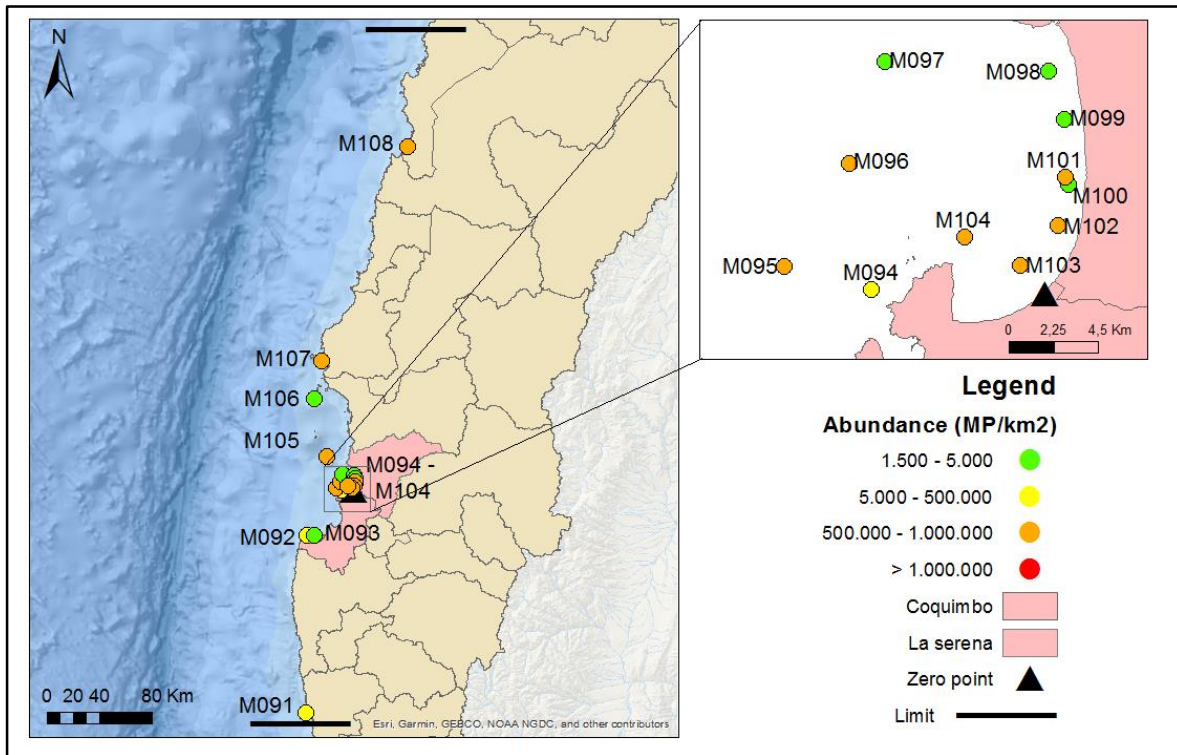 N
M108
M107
M106
M105
M094 -
M104
M092
M093
M091
0 20 40 80 Km
Esri, Garmin, GEBCO, NOAA NGDC, and other contributors
M097
M098
M099
M096
M101
M100
M104
M102
M095
M094
M103
0 2,25 4,5 Km
Legend
Abundance (MP/km2)
1.500 - 5.000
5.000 - 500.000
500.000 - 1.000.000
> 1.000.000
Coquimbo
La serena
Zero point
Limit